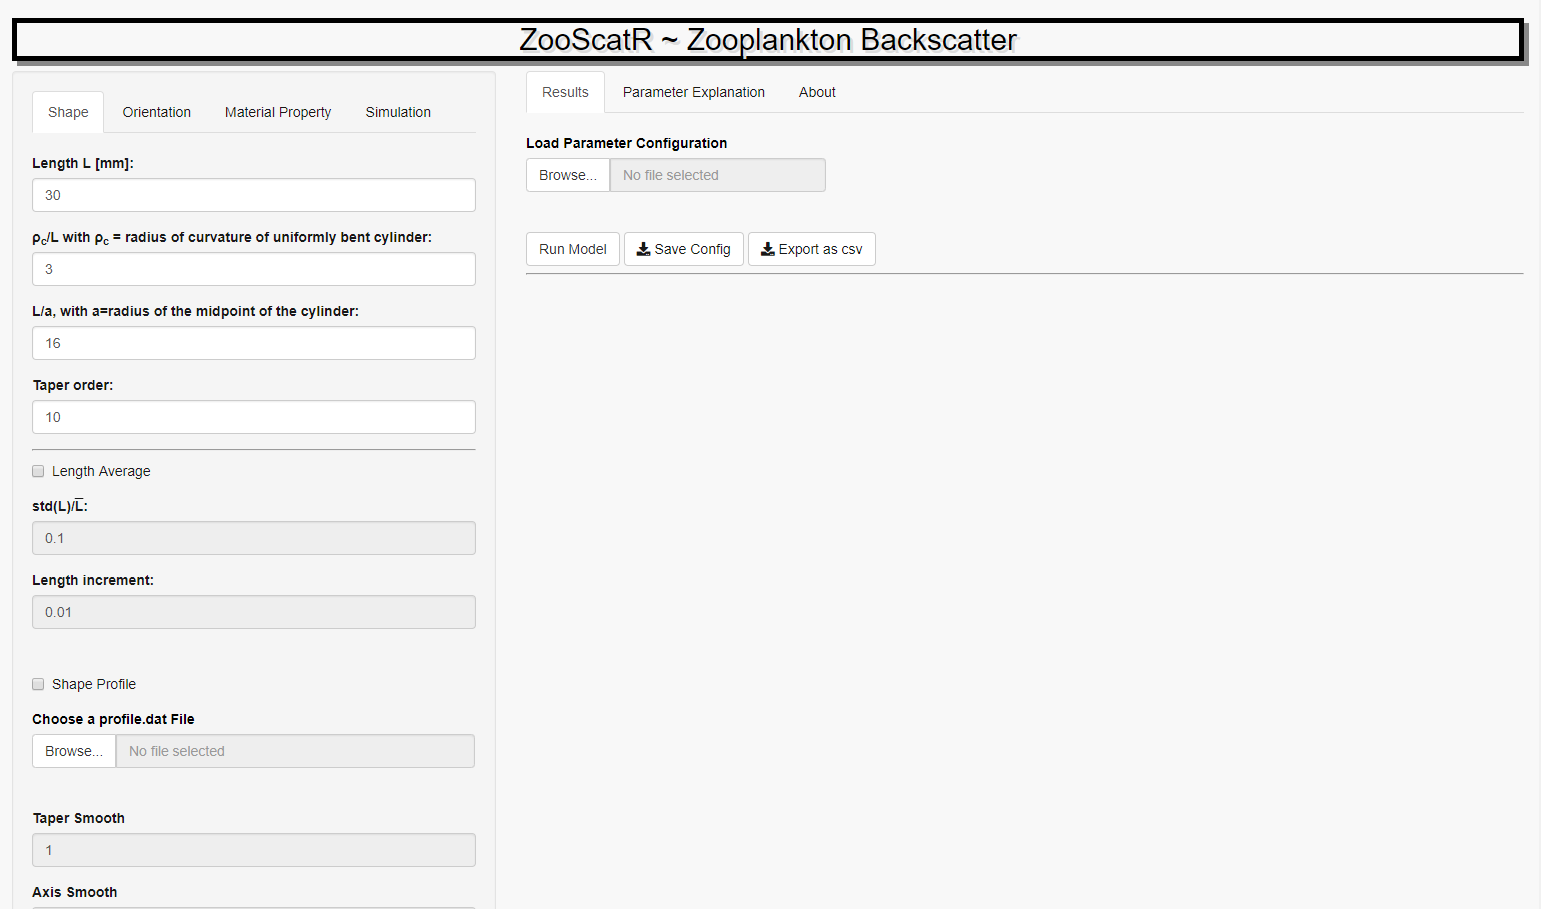 ZooScatR ~ Zooplankton Backscatter
Shape Orientation Material Property Simulation
Length L [mm]:
30
ρc/L with ρc = radius of curvature of uniformly bent cylinder:
3
L/a, with a=radius of the midpoint of the cylinder:
16
Taper order:
10
Length Average
std(L)/L̅:
0.1
Length increment:
0.01
Shape Profile
Choose a profile.dat File
Browse... No file selected
Taper Smooth
1
Axis Smooth
Results Parameter Explanation About
Load Parameter Configuration
Browse... No file selected
Run Model Save Config Export as csv